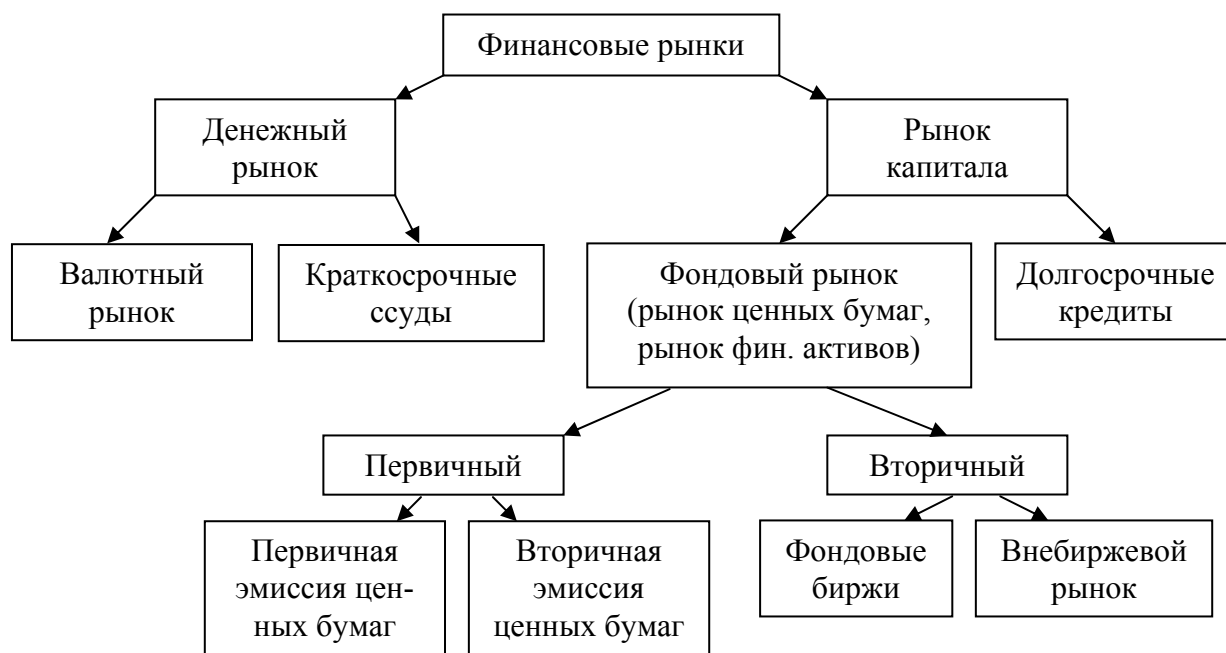 Финансовые рынки
Денежный
рынок
Рынок
капитала
Валютный
рынок
Краткосрочные
ссуды
Фондовый рынок
(рынок ценных бумаг,
рынок фин. активов)
Долгосрочные
кредиты
Первичный
Вторичный
Первичная
эмиссия цен-
ных бумаг
Вторичная
эмиссия
ценных бумаг
Фондовые
биржи
Внебиржевой
рынок